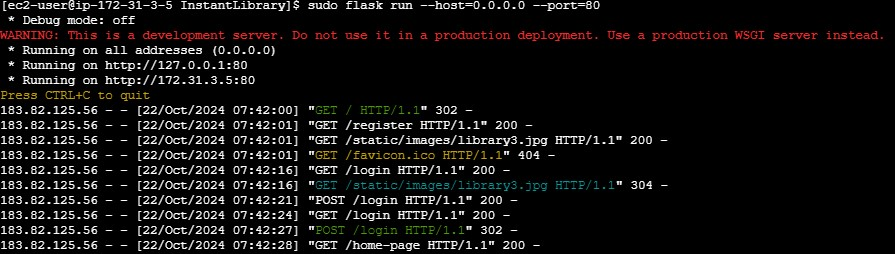 [ec2-user@ip-172-31-3-5 InstantLibrary]$ sudo flask run --host=0.0.0.0 --port=80
 * Debug mode: off
WARNING: This is a development server. Do not use it in a production deployment. Use a production WSGI server instead.
 * Running on all addresses (0.0.0.0)
 * Running on http://127.0.0.1:80
 * Running on http://172.31.3.5:80
Press CTRL+C to quit
183.82.125.56 - - [22/Oct/2024 07:42:00] "GET / HTTP/1.1" 302 -
183.82.125.56 - - [22/Oct/2024 07:42:01] "GET /register HTTP/1.1" 200 -
183.82.125.56 - - [22/Oct/2024 07:42:01] "GET /static/images/library3.jpg HTTP/1.1" 200 -
183.82.125.56 - - [22/Oct/2024 07:42:01] "GET /favicon.ico HTTP/1.1" 404 -
183.82.125.56 - - [22/Oct/2024 07:42:16] "GET /login HTTP/1.1" 200 -
183.82.125.56 - - [22/Oct/2024 07:42:16] "GET /static/images/library3.jpg HTTP/1.1" 304 -
183.82.125.56 - - [22/Oct/2024 07:42:21] "POST /login HTTP/1.1" 200 -
183.82.125.56 - - [22/Oct/2024 07:42:24] "GET /login HTTP/1.1" 200 -
183.82.125.56 - - [22/Oct/2024 07:42:27] "POST /login HTTP/1.1" 302 -
183.82.125.56 - - [22/Oct/2024 07:42:28] "GET /home-page HTTP/1.1" 200 -